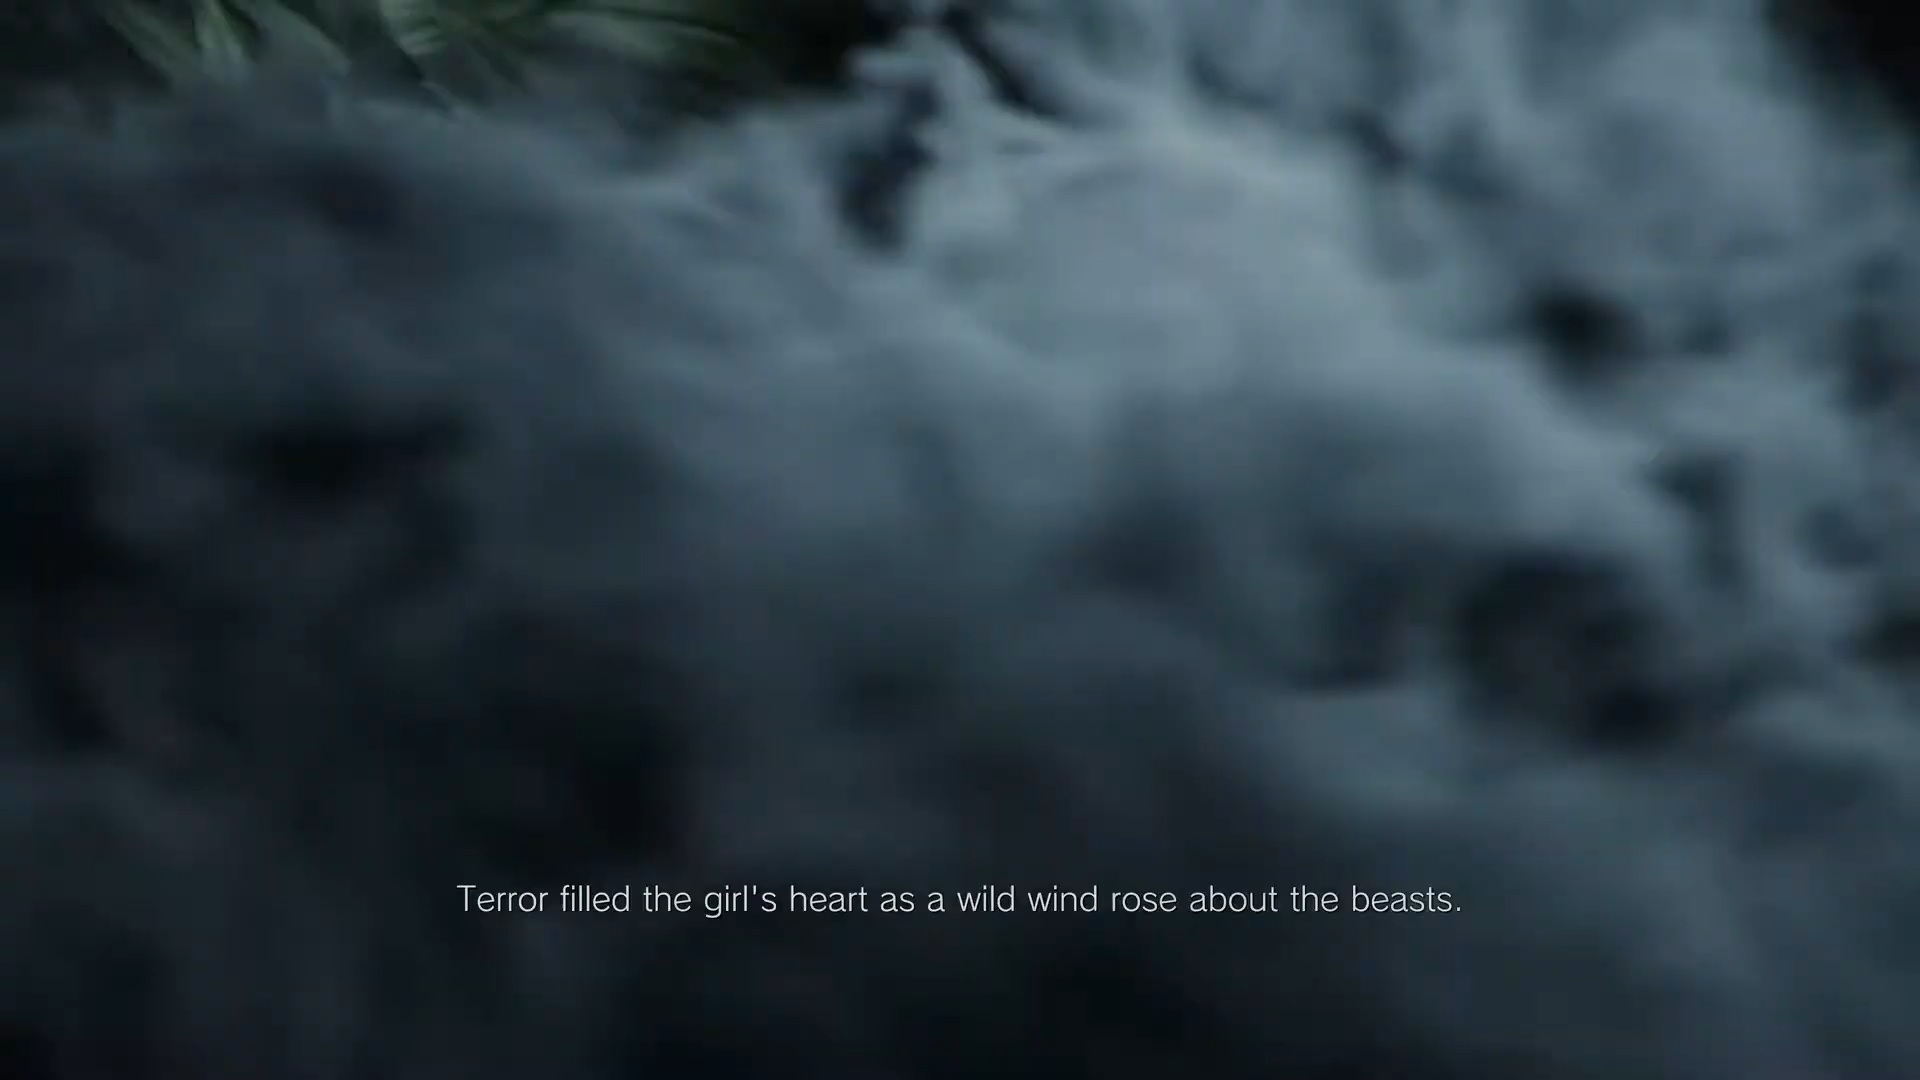 Terror filled the girl's heart as a wild wind rose about the beasts.